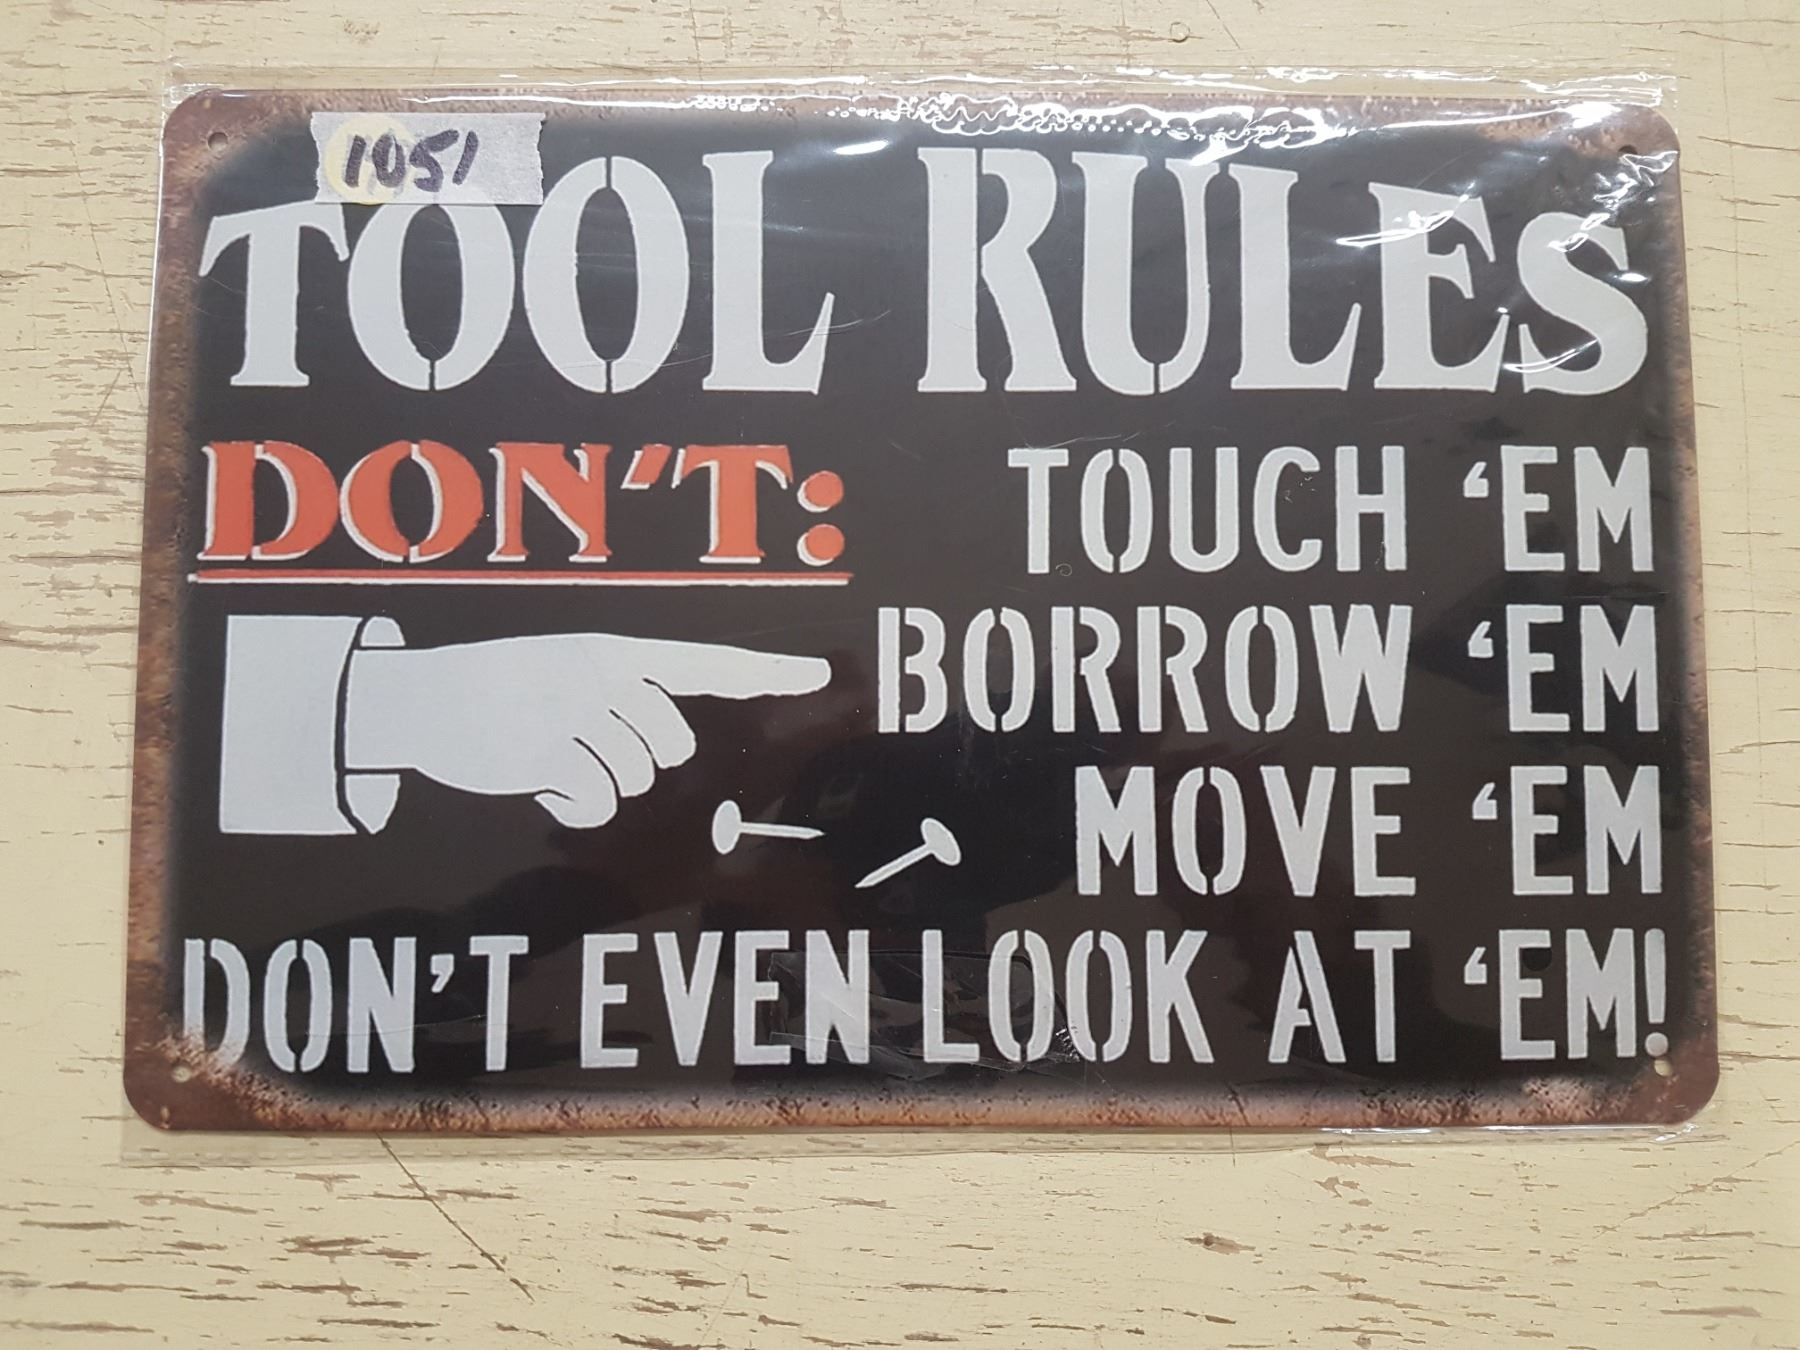 1051
TOOL RULES
DON'T: TOUCH 'EM
BORROW 'EM
MOVE 'EM
DON'T EVEN LOOK AT 'EM!